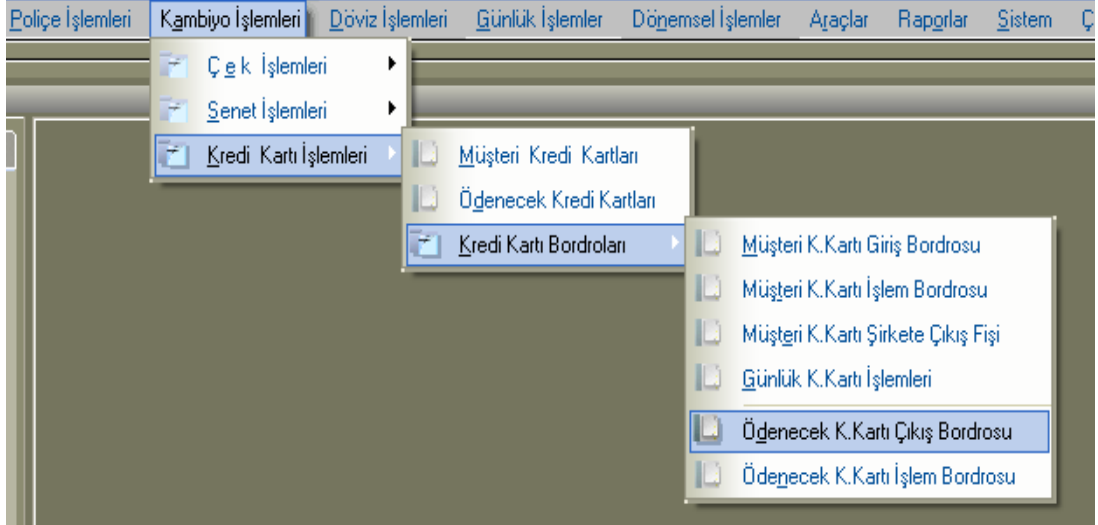 Poliçe İşlemleri Kambiyo İşlemleri Döviz İşlemleri Günlük İşlemler Dönemsel İşlemler Araçlar Raporlar Sistem Ç
Çek İşlemleri
Senet İşlemleri
Kredi Kartı İşlemleri
Müşteri Kredi Kartları
Ödenecek Kredi Kartları
Kredi Kartı Bordroları
Müşteri K.Kartı Giriş Bordrosu
Müşteri K.Kartı İşlem Bordrosu
Müşteri K.Kartı Şirkete Çıkış Fişi
Günlük K.Kartı İşlemleri
Ödenecek K.Kartı Çıkış Bordrosu
Ödenecek K.Kartı İşlem Bordrosu